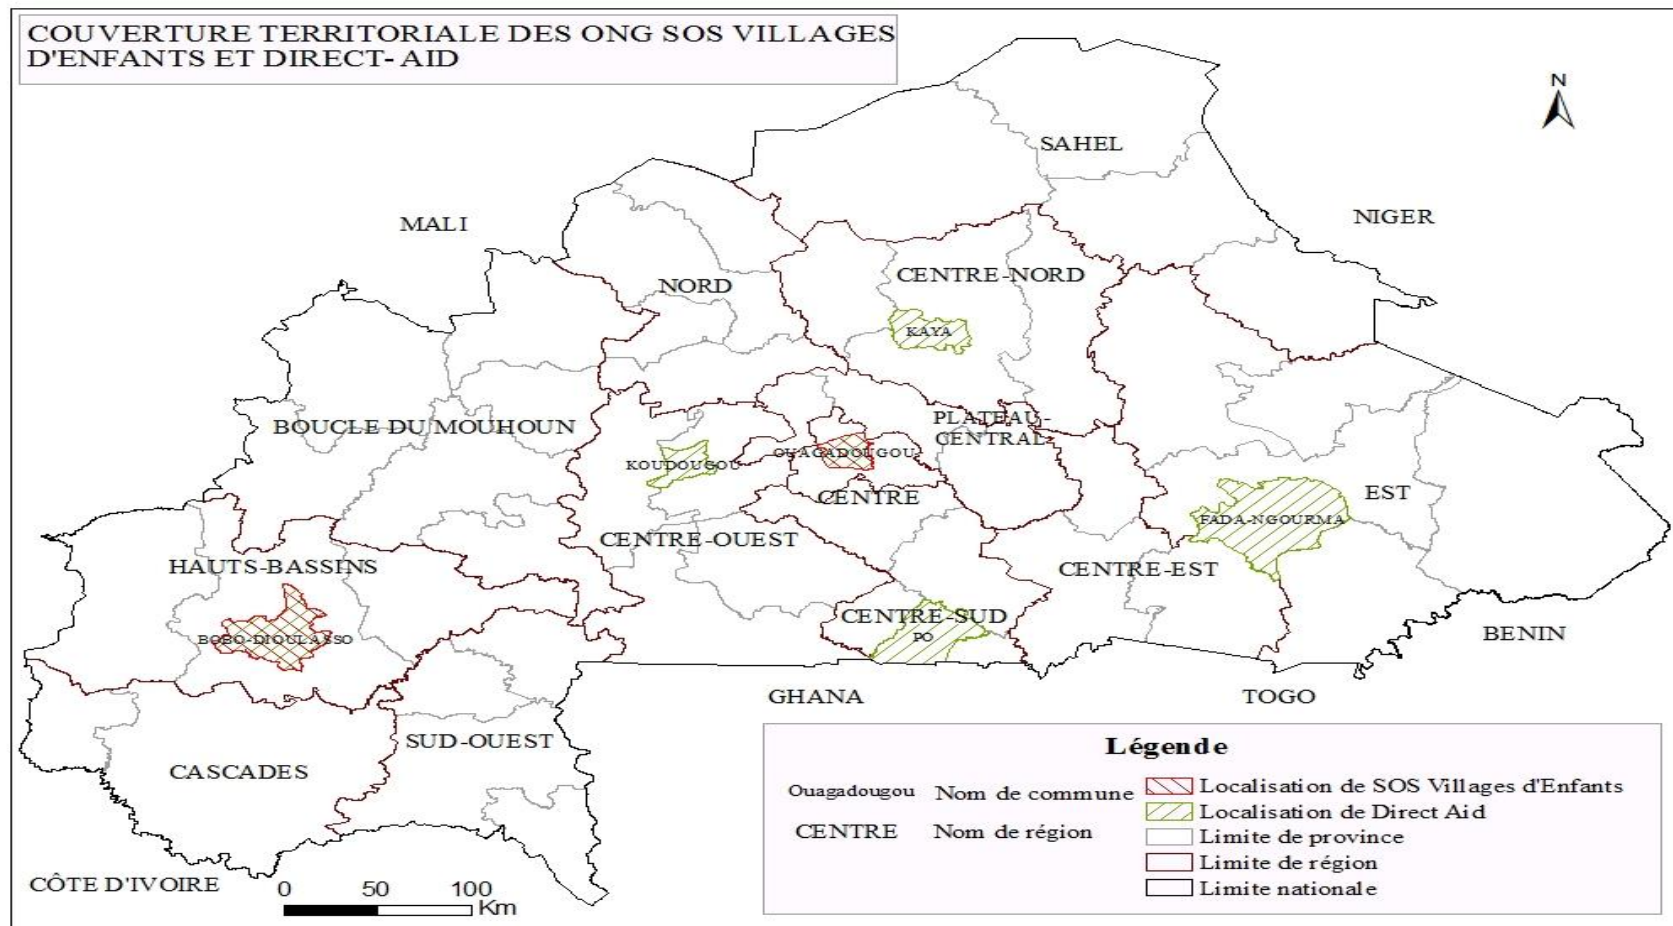 COUVERTURE TERRITORIALE DES ONG SOS VILLAGES
D'ENFANTS ET DIRECT-AID
N
SAHEL
MALI
NIGER
NORD
CENTRE-NORD
KAYA
BOUCLE DU MOUHOUN
PLATEAU-
CENTRAL
KOUDOUGOU
OUAGADOUGOU
CENTRE
EST
FADA-NGOURMA
CENTRE-OUEST
HAUTS-BASSINS
CENTRE-EST
CENTRE-SUD
PO
BOBO-DIOULASSO
BENIN
GHANA
TOGO
SUD-OUEST
CASCADES
CÔTE D'IVOIRE
0 50 100
Km
Légende
Ouagadougou Nom de commune
CENTRE Nom de région
Localisation de SOS Villages d'Enfants
Localisation de Direct Aid
Limite de province
Limite de région
Limite nationale